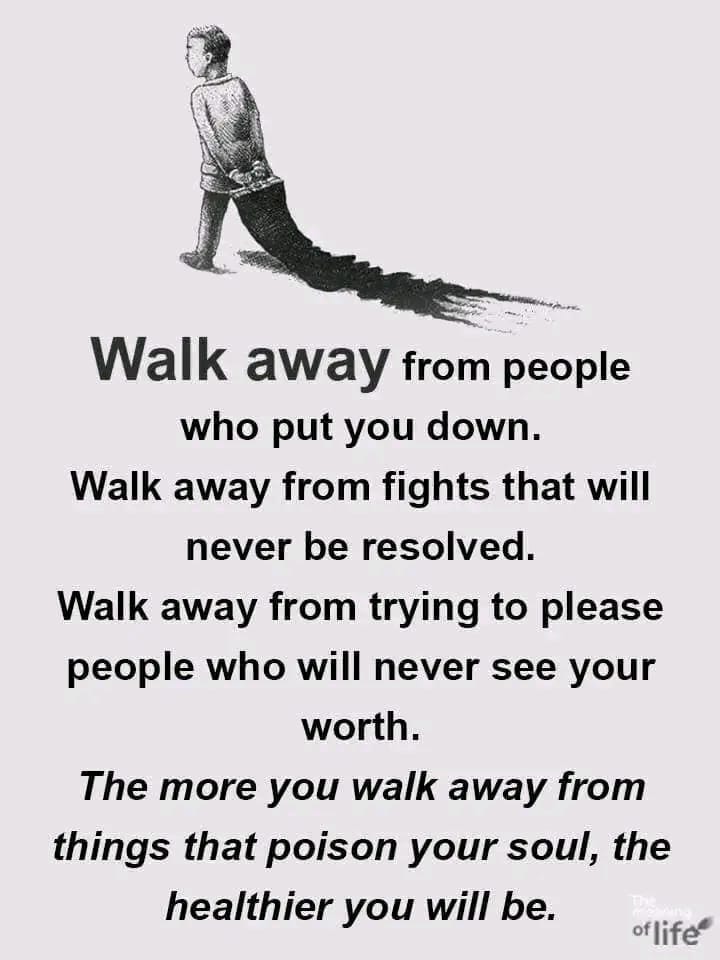 Walk away from people
who put you down.
Walk away from fights that will
never be resolved.
Walk away from trying to please
people who will never see your
worth.
The more you walk away from
things that poison your soul, the
healthier you will be.
The
meaning
of life